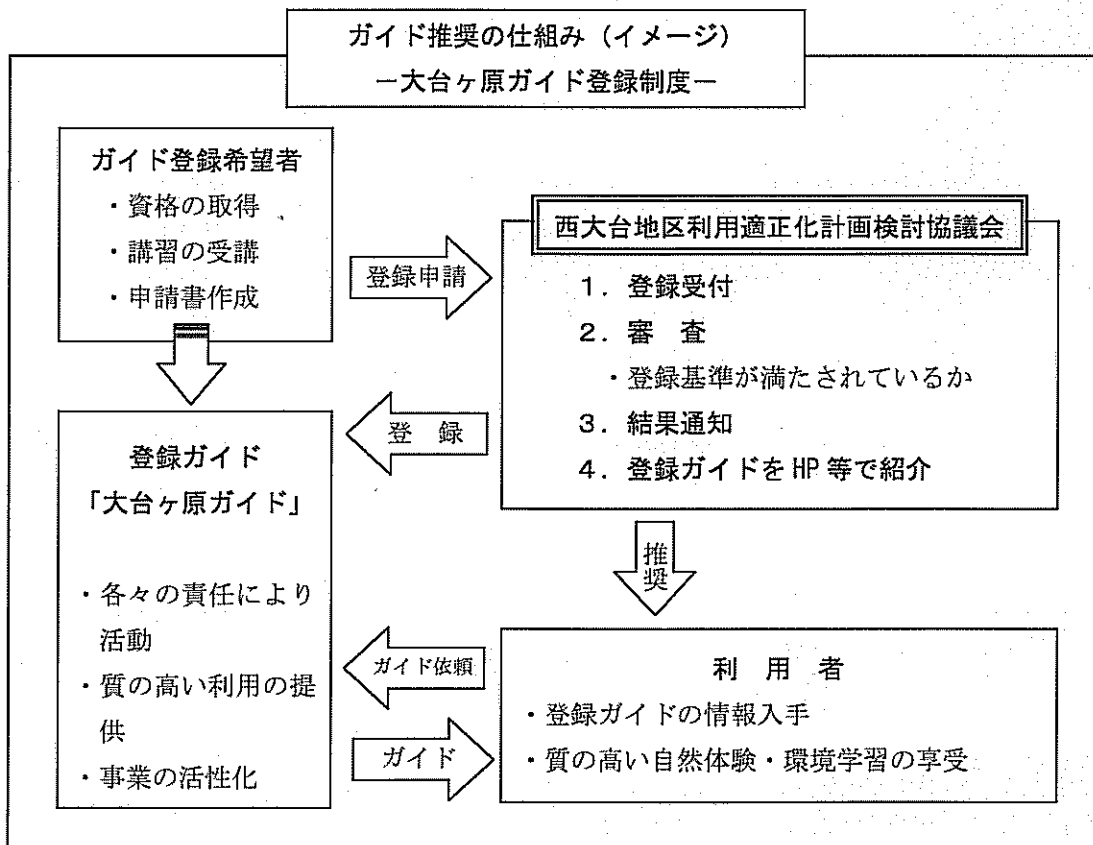 ガイド推奨の仕組み（イメージ）
－大台ヶ原ガイド登録制度－
ガイド登録希望者
・資格の取得
・講習の受講
・申請書作成
登録申請
西大台地区利用適正化計画検討協議会
１．登録受付
２．審　査
・登録基準が満たされているか
３．結果通知
４．登録ガイドをHP等で紹介
登　録
登録ガイド
「大台ヶ原ガイド」
・各々の責任により
活動
・質の高い利用の提
供
・事業の活性化
推奨
ガイド依頼
ガイド
利　用　者
・登録ガイドの情報入手
・質の高い自然体験・環境学習の享受